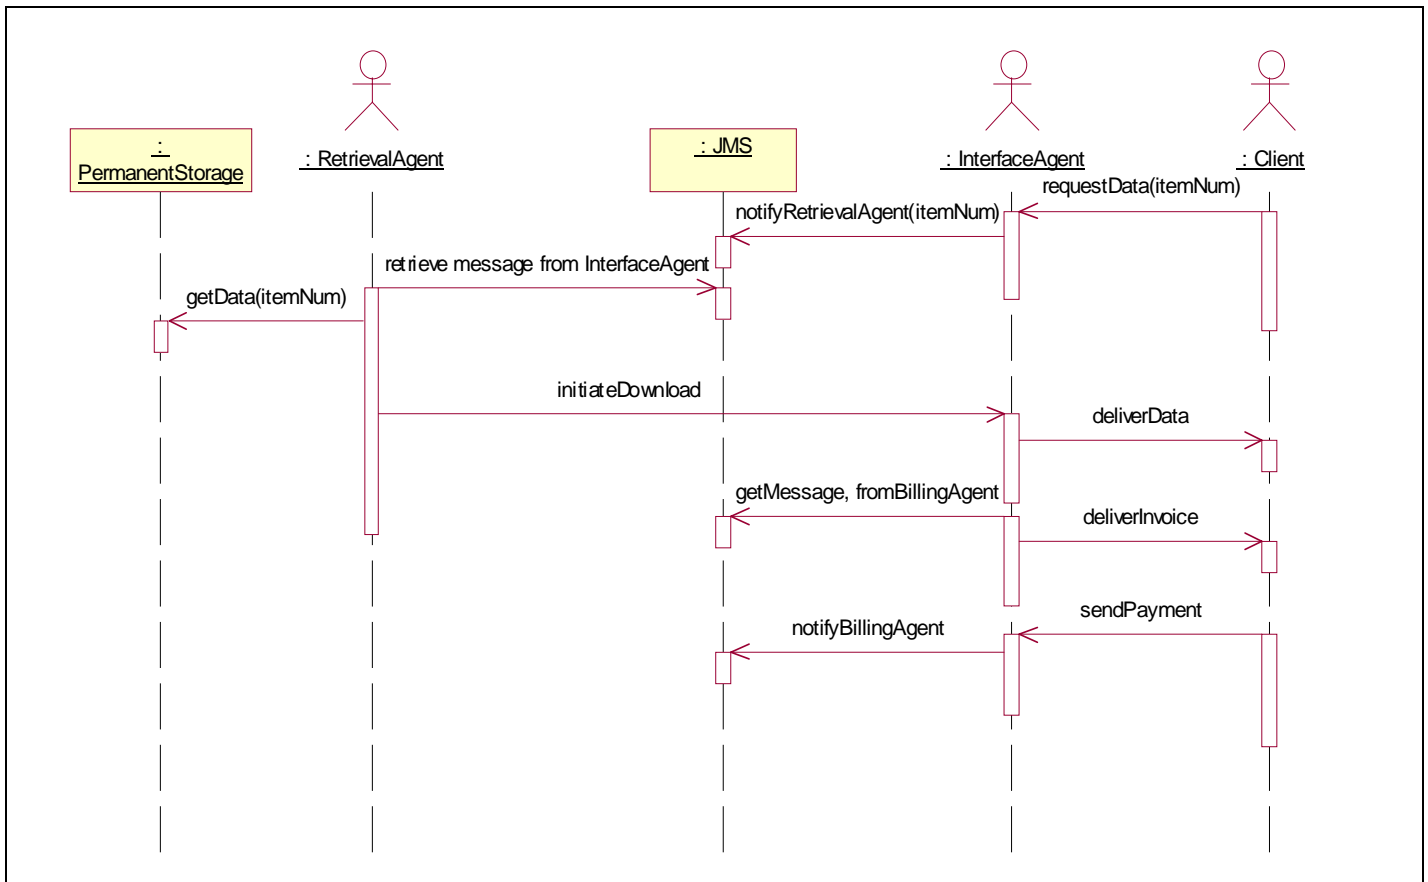 :
PermanentStorage
: RetrievalAgent
: JMS
: InterfaceAgent
: Client
requestData(itemNum)
notifyRetrievalAgent(itemNum)
retrieve message from InterfaceAgent
getData(itemNum)
initiateDownload
deliverData
getMessage, fromBillingAgent
deliverInvoice
sendPayment
notifyBillingAgent